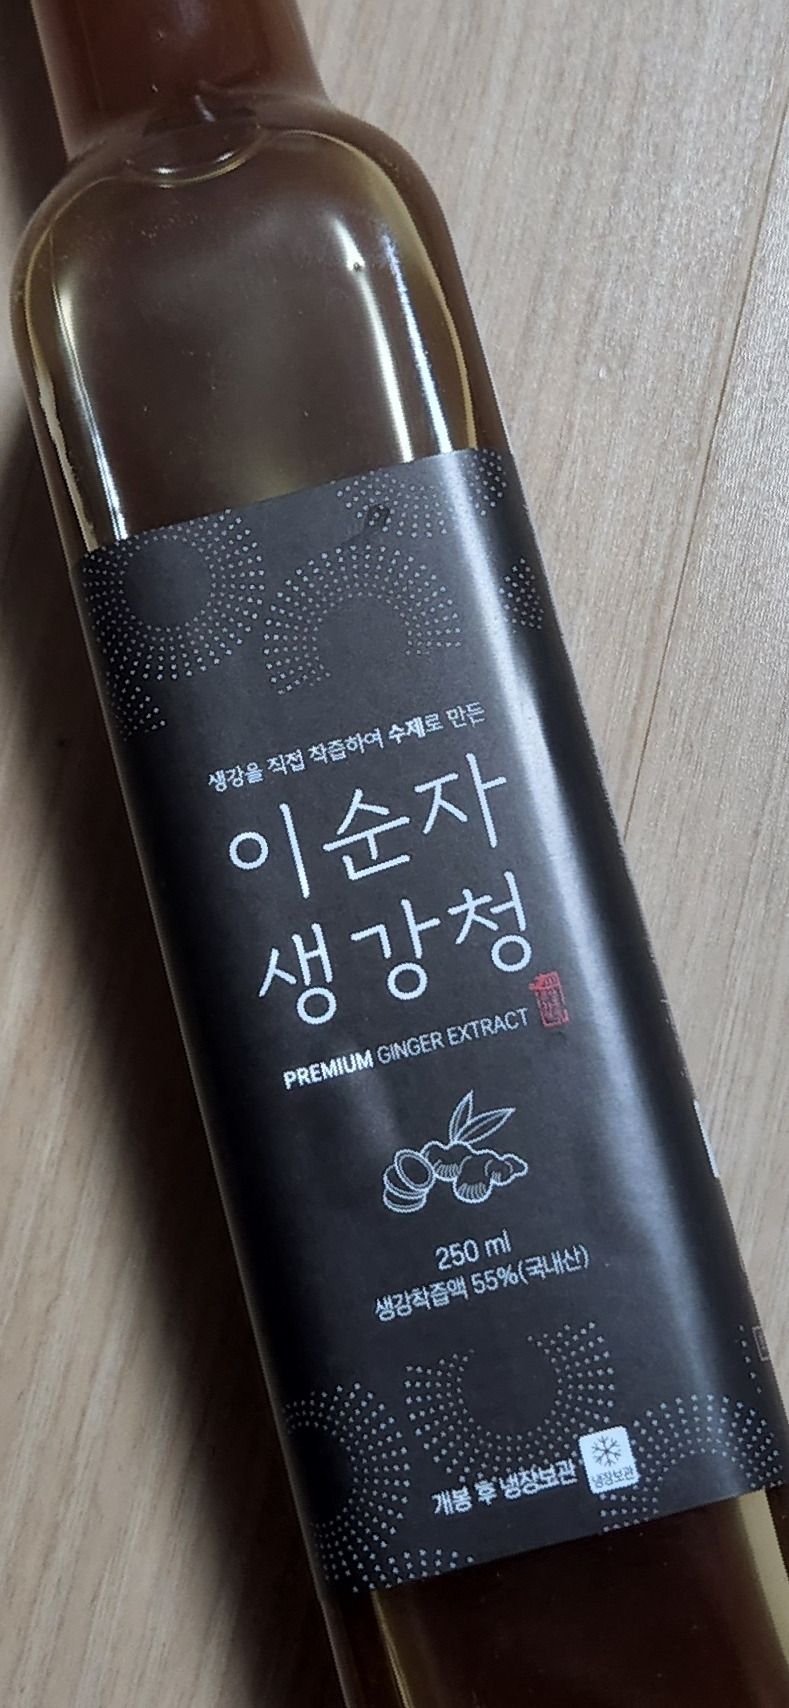 생강을 직접 착즙하여 수제로 만든
이순자
생강청
PREMIUM GINGER EXTRACT
250 ml
생강착즙액 55%(국내산)
개봉 후 냉장보관
냉장보관